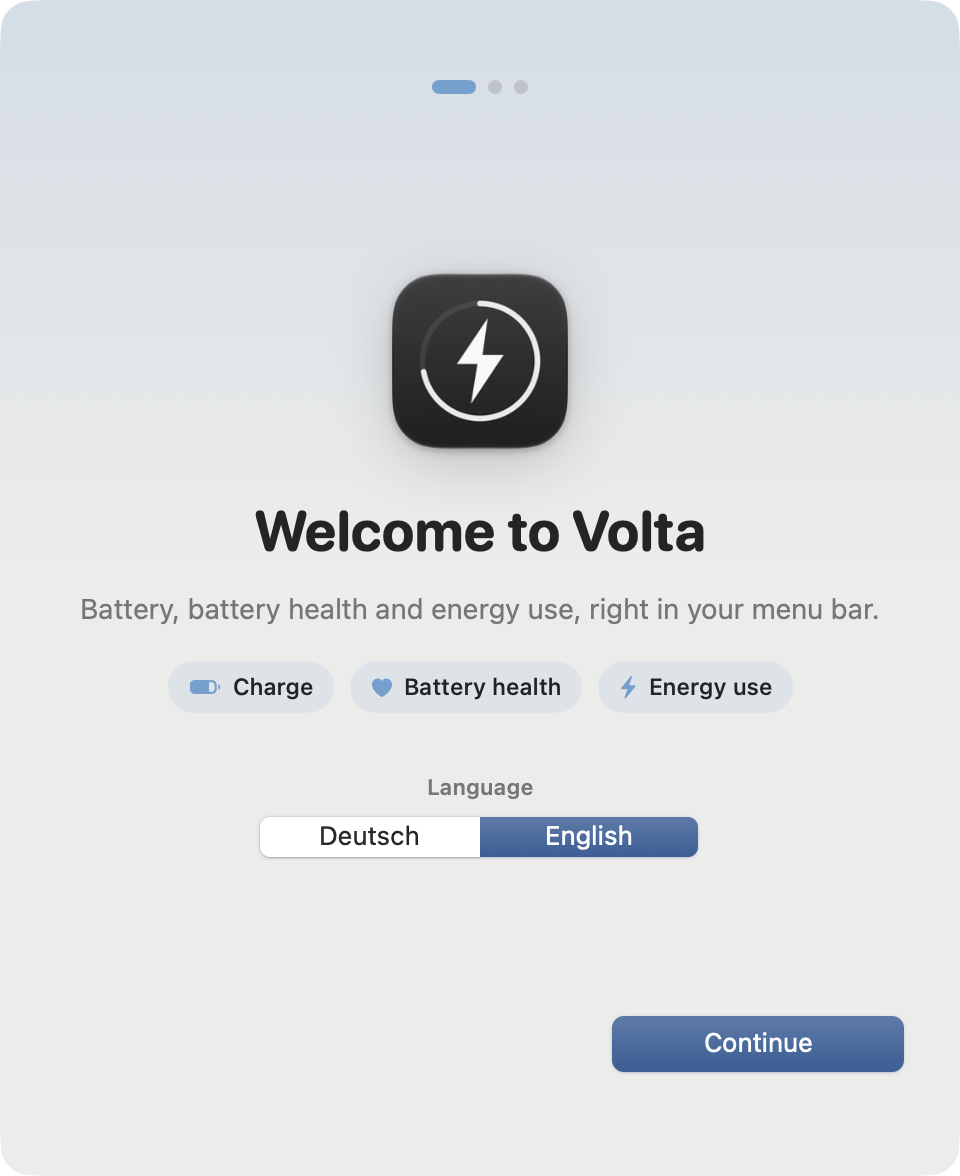 Welcome to Volta
Battery, battery health and energy use, right in your menu bar.
Charge Battery health Energy use
Language
Deutsch English
Continue